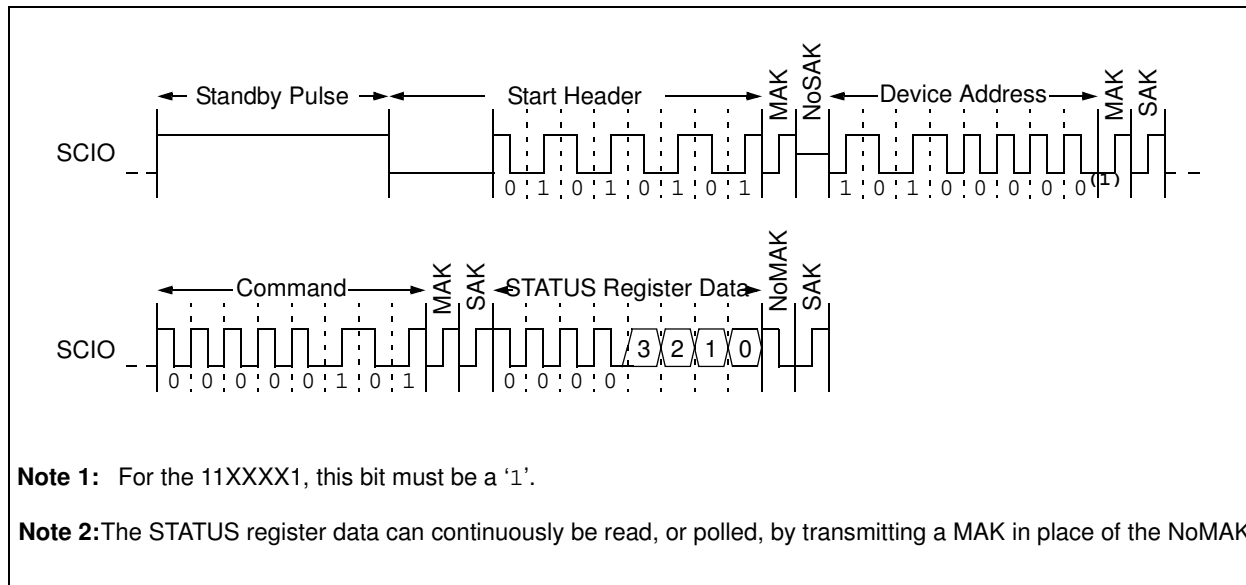 Standby Pulse
Start Header
MAK
NoSAK
Device Address
MAK
SAK
SCIO
0 1 0 1 0 1 0 1
1 0 1 0 0 0 0 0(1)
Command
MAK
SAK
STATUS Register Data
NoMAK
SAK
SCIO
3 2 1 0
0 0 0 0 0 1 0 1
0 0 0 0
Note 1: For the 11XXXX1, this bit must be a ‘1’.
Note 2:The STATUS register data can continuously be read, or polled, by transmitting a MAK in place of the NoMAK